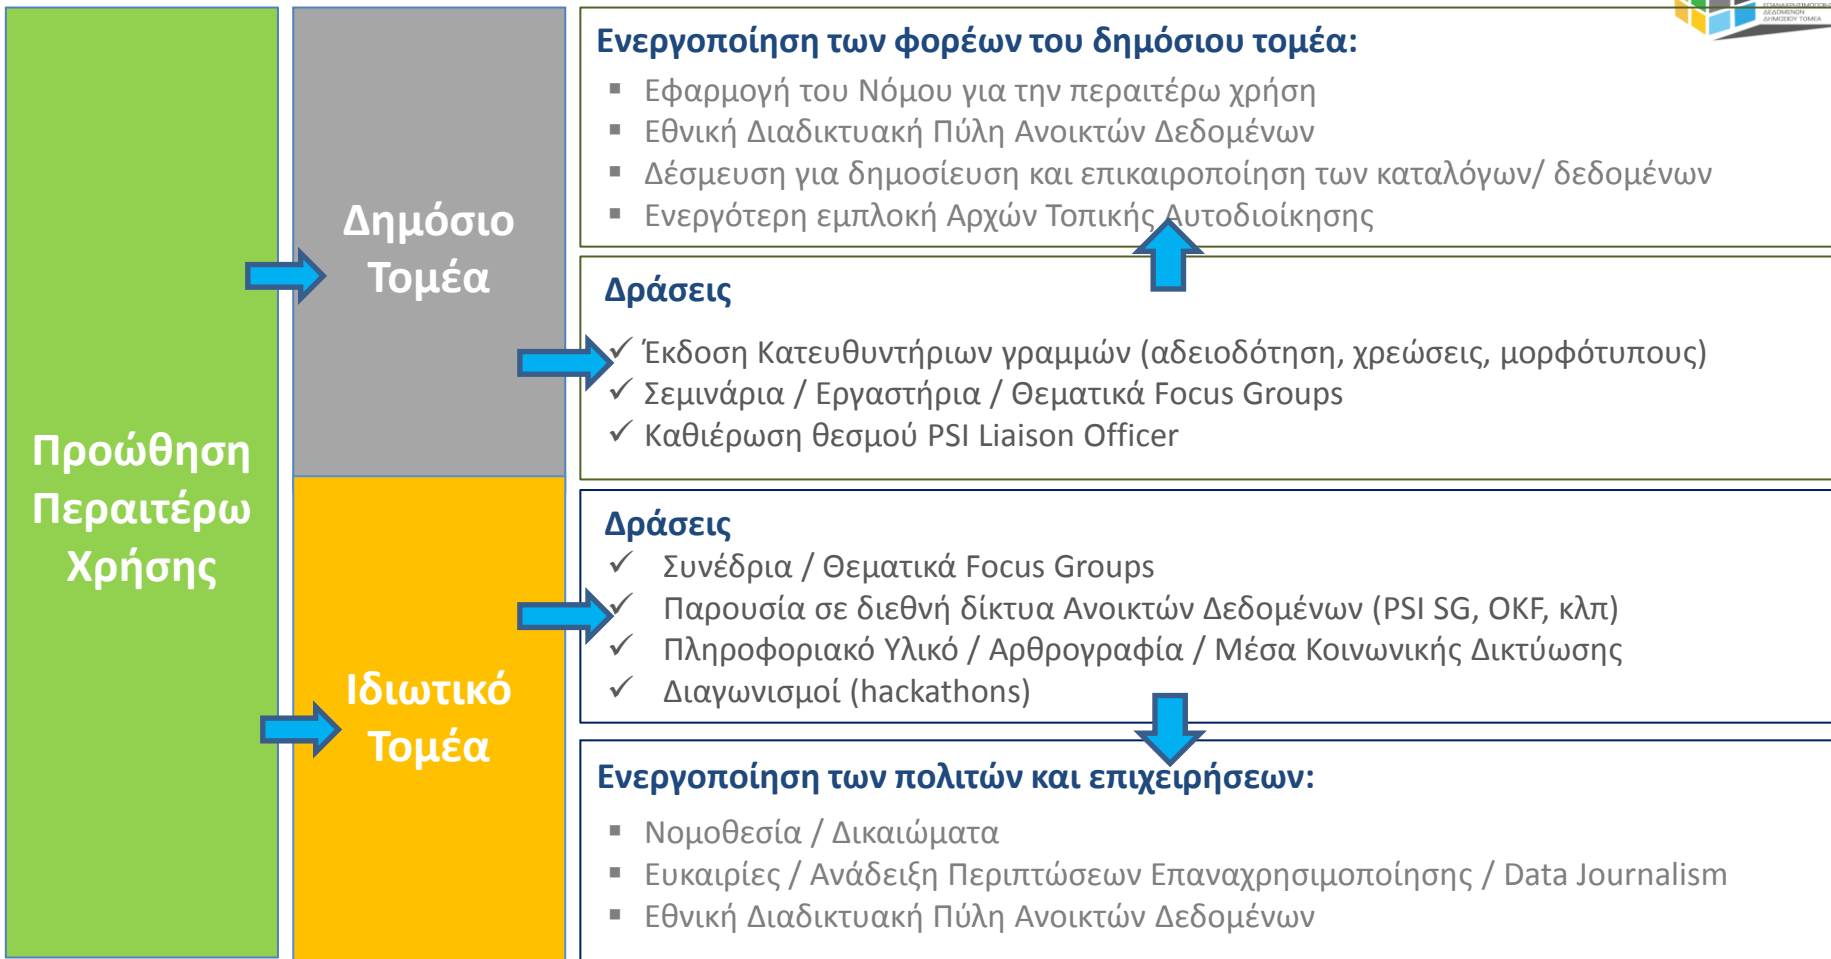 ΕΠΑΝΑΧΡΗΣΙΜΟΠΟΙΗΣΗ
ΔΕΔΟΜΕΝΩΝ
ΔΗΜΟΣΙΟΥ ΤΟΜΕΑ
Προώθηση
Περαιτέρω
Χρήσης
Δημόσιο
Τομέα
Ιδιωτικό
Τομέα
Ενεργοποίηση των φορέων του δημόσιου τομέα:
▪ Εφαρμογή του Νόμου για την περαιτέρω χρήση
▪ Εθνική Διαδικτυακή Πύλη Ανοικτών Δεδομένων
▪ Δέσμευση για δημοσίευση και επικαιροποίηση των καταλόγων/ δεδομένων
▪ Ενεργότερη εμπλοκή Αρχών Τοπικής Αυτοδιοίκησης
Δράσεις
✓ Έκδοση Κατευθυντήριων γραμμών (αδειοδότηση, χρεώσεις, μορφότυπους)
✓ Σεμινάρια / Εργαστήρια / Θεματικά Focus Groups
✓ Καθιέρωση θεσμού PSI Liaison Officer
Δράσεις
✓ Συνέδρια / Θεματικά Focus Groups
✓ Παρουσία σε διεθνή δίκτυα Ανοικτών Δεδομένων (PSI SG, OKF, κλπ)
✓ Πληροφοριακό Υλικό / Αρθρογραφία / Μέσα Κοινωνικής Δικτύωσης
✓ Διαγωνισμοί (hackathons)
Ενεργοποίηση των πολιτών και επιχειρήσεων:
▪ Νομοθεσία / Δικαιώματα
▪ Ευκαιρίες / Ανάδειξη Περιπτώσεων Επαναχρησιμοποίησης / Data Journalism
▪ Εθνική Διαδικτυακή Πύλη Ανοικτών Δεδομένων